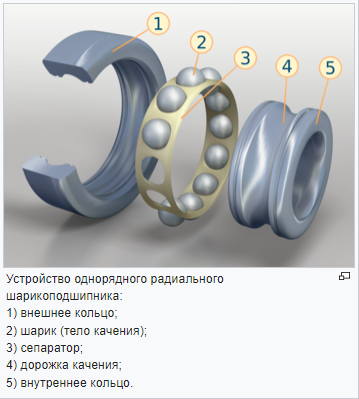 1
2
3
4
5
Устройство однорядного радиального
шарикоподшипника:
1) внешнее кольцо;
2) шарик (тело качения);
3) сепаратор;
4) дорожка качения;
5) внутреннее кольцо.